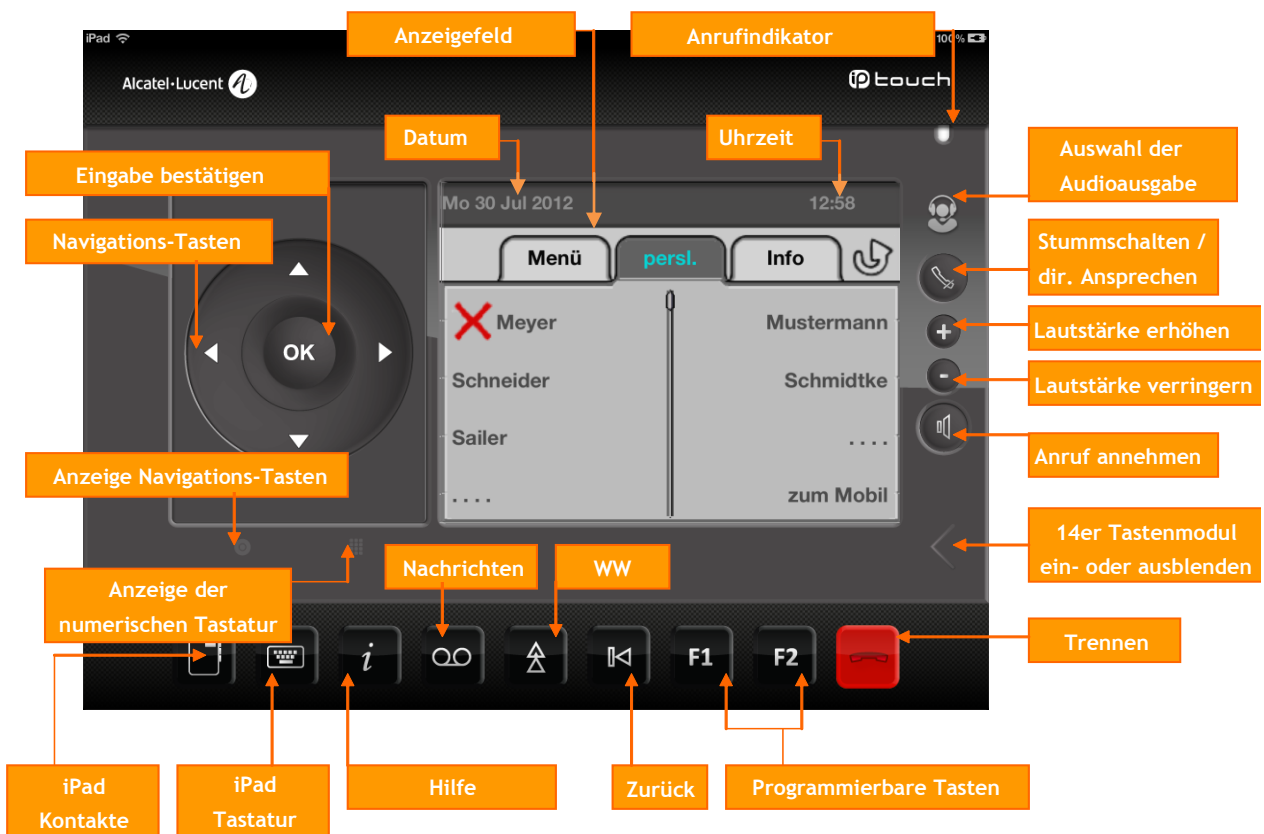 Anzeigefeld
Anrufindikator
iPad
100%
Alcatel·Lucent
iptouch
Datum
Uhrzeit
Auswahl der
Audioausgabe
Eingabe bestätigen
Mo 30 Jul 2012
12:58
Navigations-Tasten
Stummschalten /
dir. Ansprechen
Menü
persl.
Info
Meyer
Mustermann
Lautstärke erhöhen
+
OK
Schneider
Schmidtke
-
Lautstärke verringern
Sailer
. . . .
Anruf annehmen
Anzeige Navigations-Tasten
. . . .
zum Mobil
14er Tastenmodul
ein- oder ausblenden
Nachrichten
WW
Anzeige der
numerischen Tastatur
Trennen
i
F1
F2
iPad
Kontakte
iPad
Tastatur
Hilfe
Zurück
Programmierbare Tasten